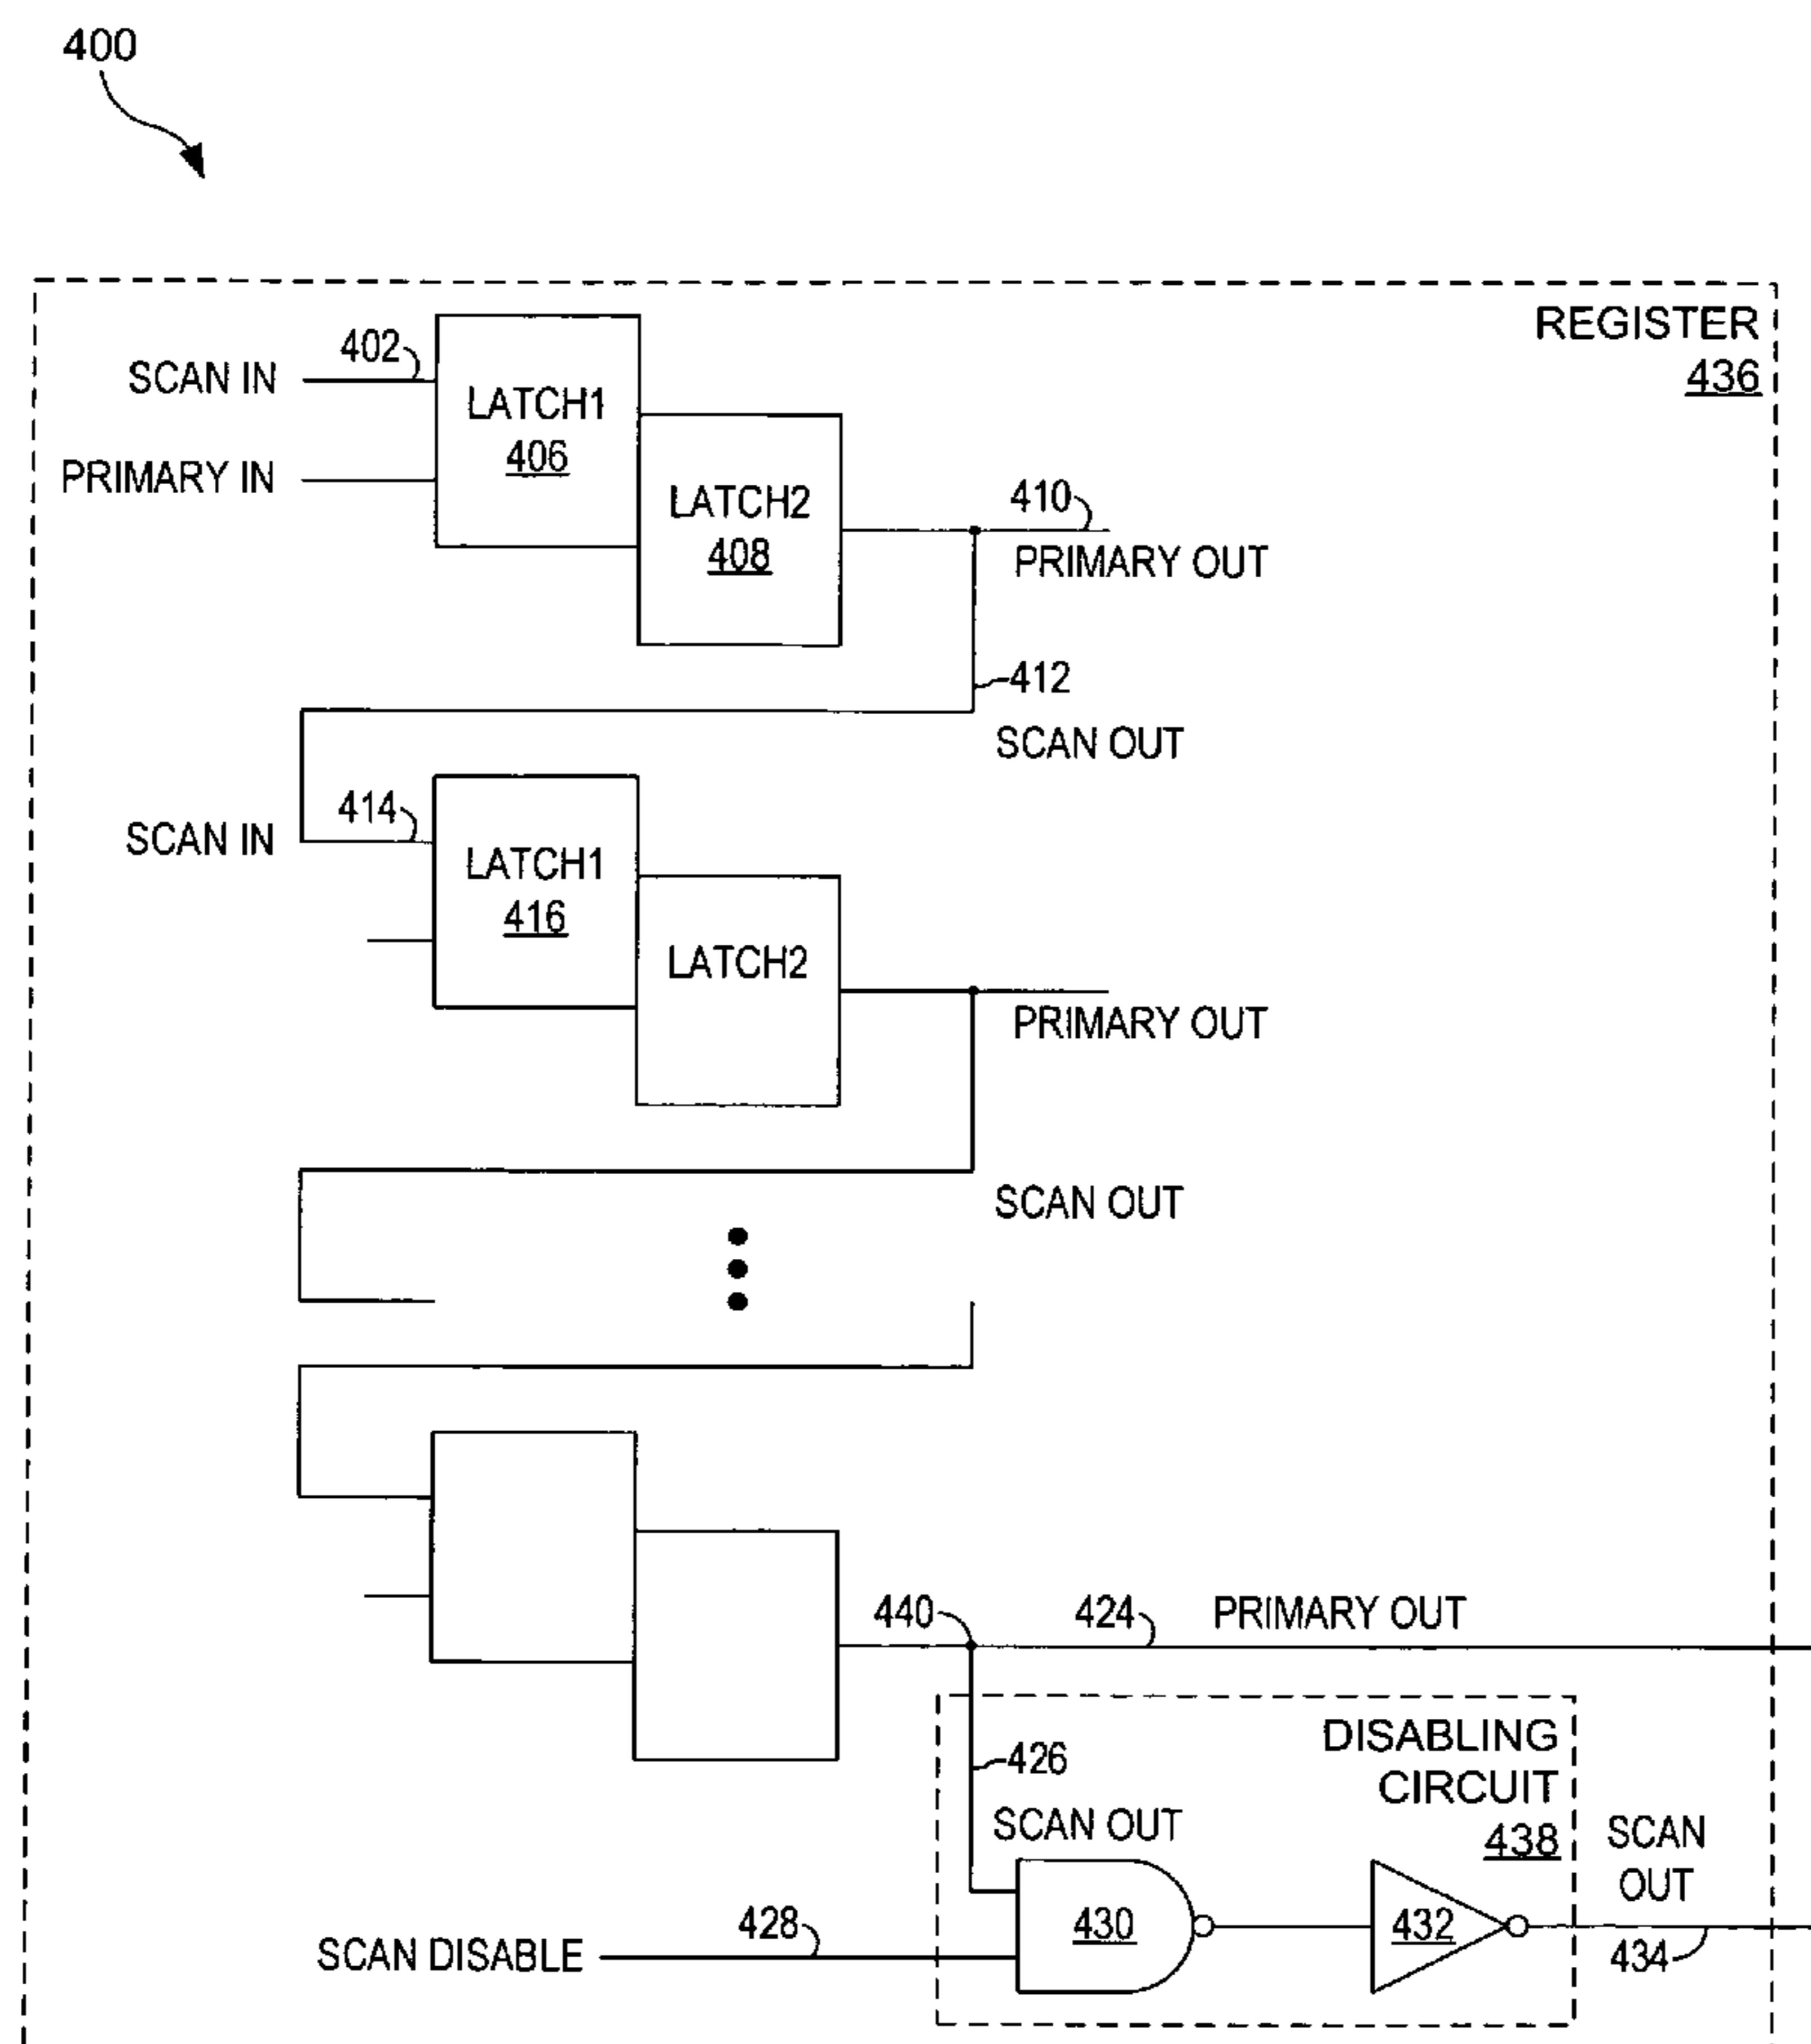 400
REGISTER
436
SCAN IN
402
LATCH1
406
PRIMARY IN
LATCH2
408
410
PRIMARY OUT
412
SCAN OUT
SCAN IN
414
LATCH1
416
LATCH2
PRIMARY OUT
SCAN OUT
440
424
PRIMARY OUT
DISABLING
CIRCUIT
438
426
SCAN OUT
SCAN
OUT
430
432
434
428
SCAN DISABLE